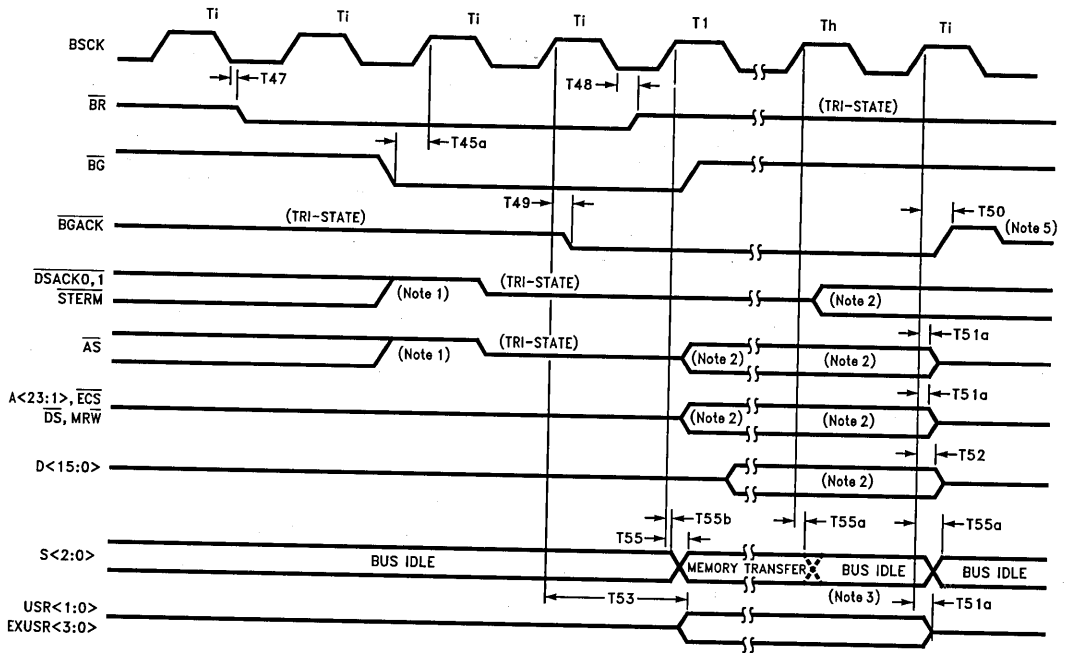 Ti Ti Ti Ti T1 Th Ti
BSCK
T47 T48
BR (TRI-STATE)
T45a
BG
T49 T50
BGACK (TRI-STATE) (Note 5)
DSACK0,1
STERM (Note 1) (TRI-STATE) (Note 2)
T51a
AS (Note 1) (TRI-STATE) (Note 2) (Note 2)
T51a
A<23:1>, ECS
DS, MRW (Note 2) (Note 2)
T52
D<15:0> (Note 2)
T55b T55a T55a
T55
S<2:0> BUS IDLE MEMORY TRANSFER BUS IDLE BUS IDLE
(Note 3)
T53 T51a
USR<1:0>
EXUSR<3:0>